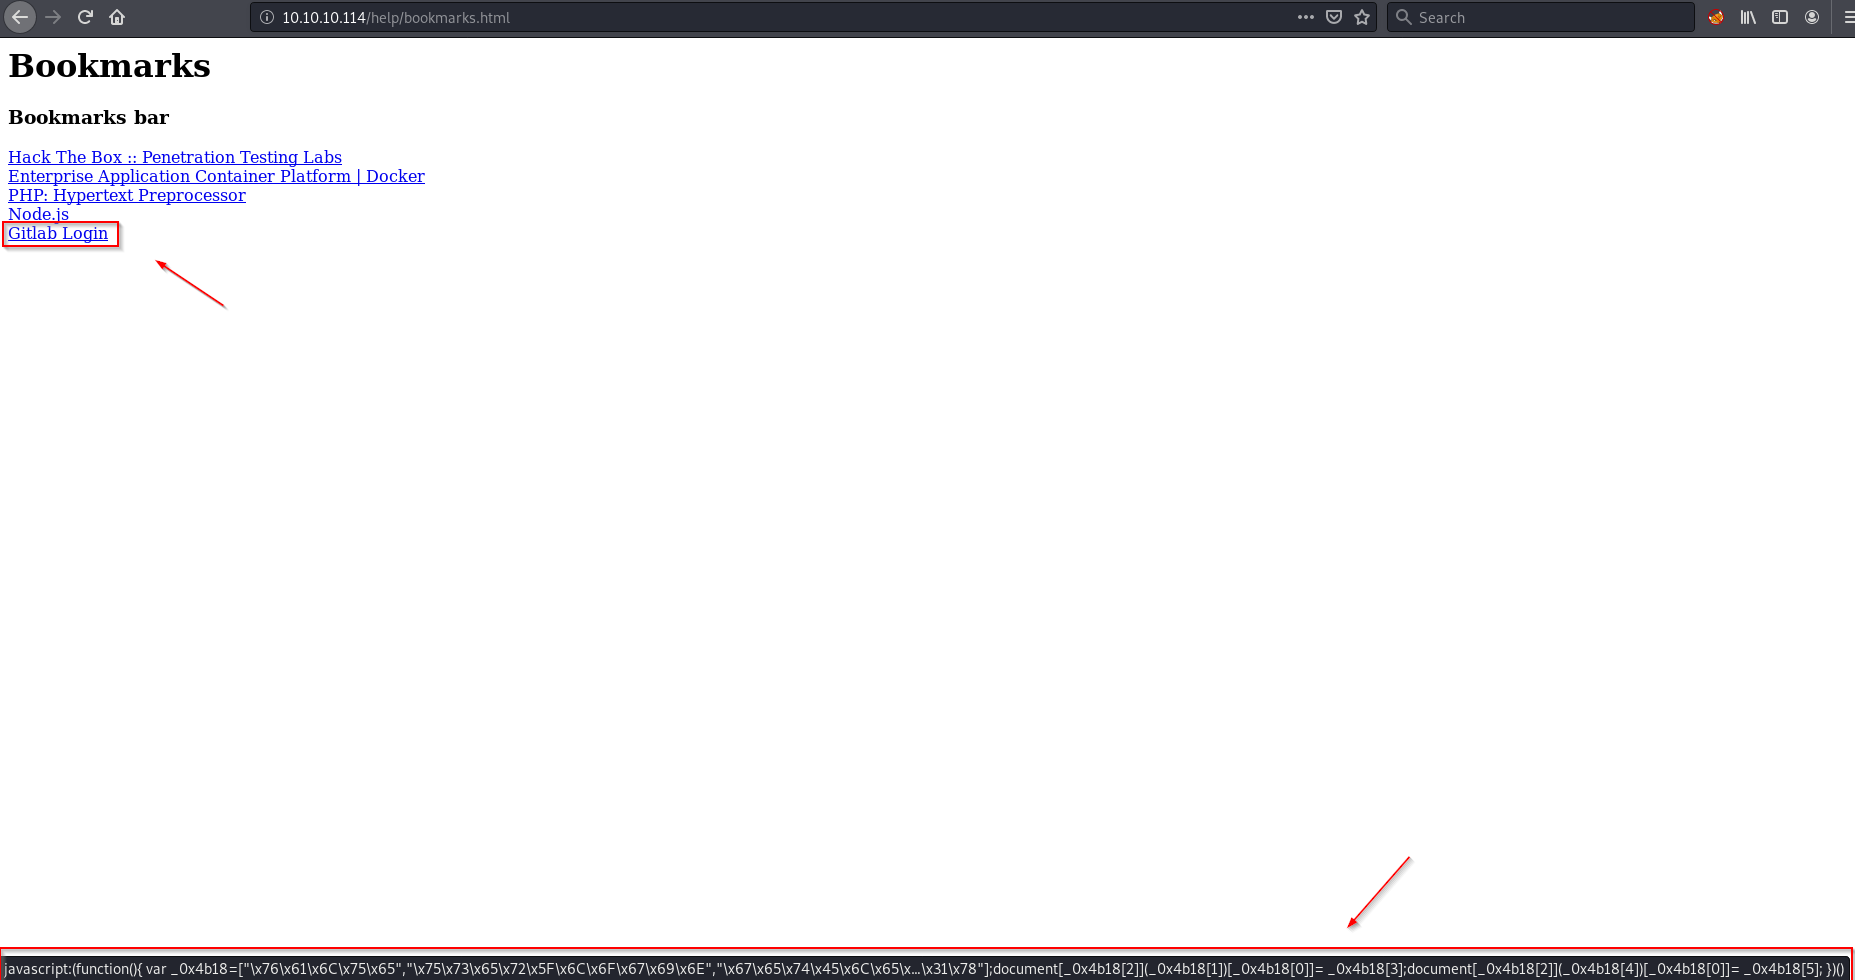 10.10.10.114/help/bookmarks.html
Search
Bookmarks
Bookmarks bar
Hack The Box :: Penetration Testing Labs
Enterprise Application Container Platform | Docker
PHP: Hypertext Preprocessor
Node.js
Gitlab Login
javascript:(function(){ var _0x4b18=["\x76\x61\x6C\x75\x65","\x75\x73\x65\x72\x5F\x6C\x6F\x67\x69\x6E","\x67\x65\x74\x45\x6C\x65\x...\x31\x78"];document[_0x4b18[2]](_0x4b18[1])[_0x4b18[0]]= _0x4b18[3];document[_0x4b18[2]](_0x4b18[4])[_0x4b18[0]]= _0x4b18[5]; })()